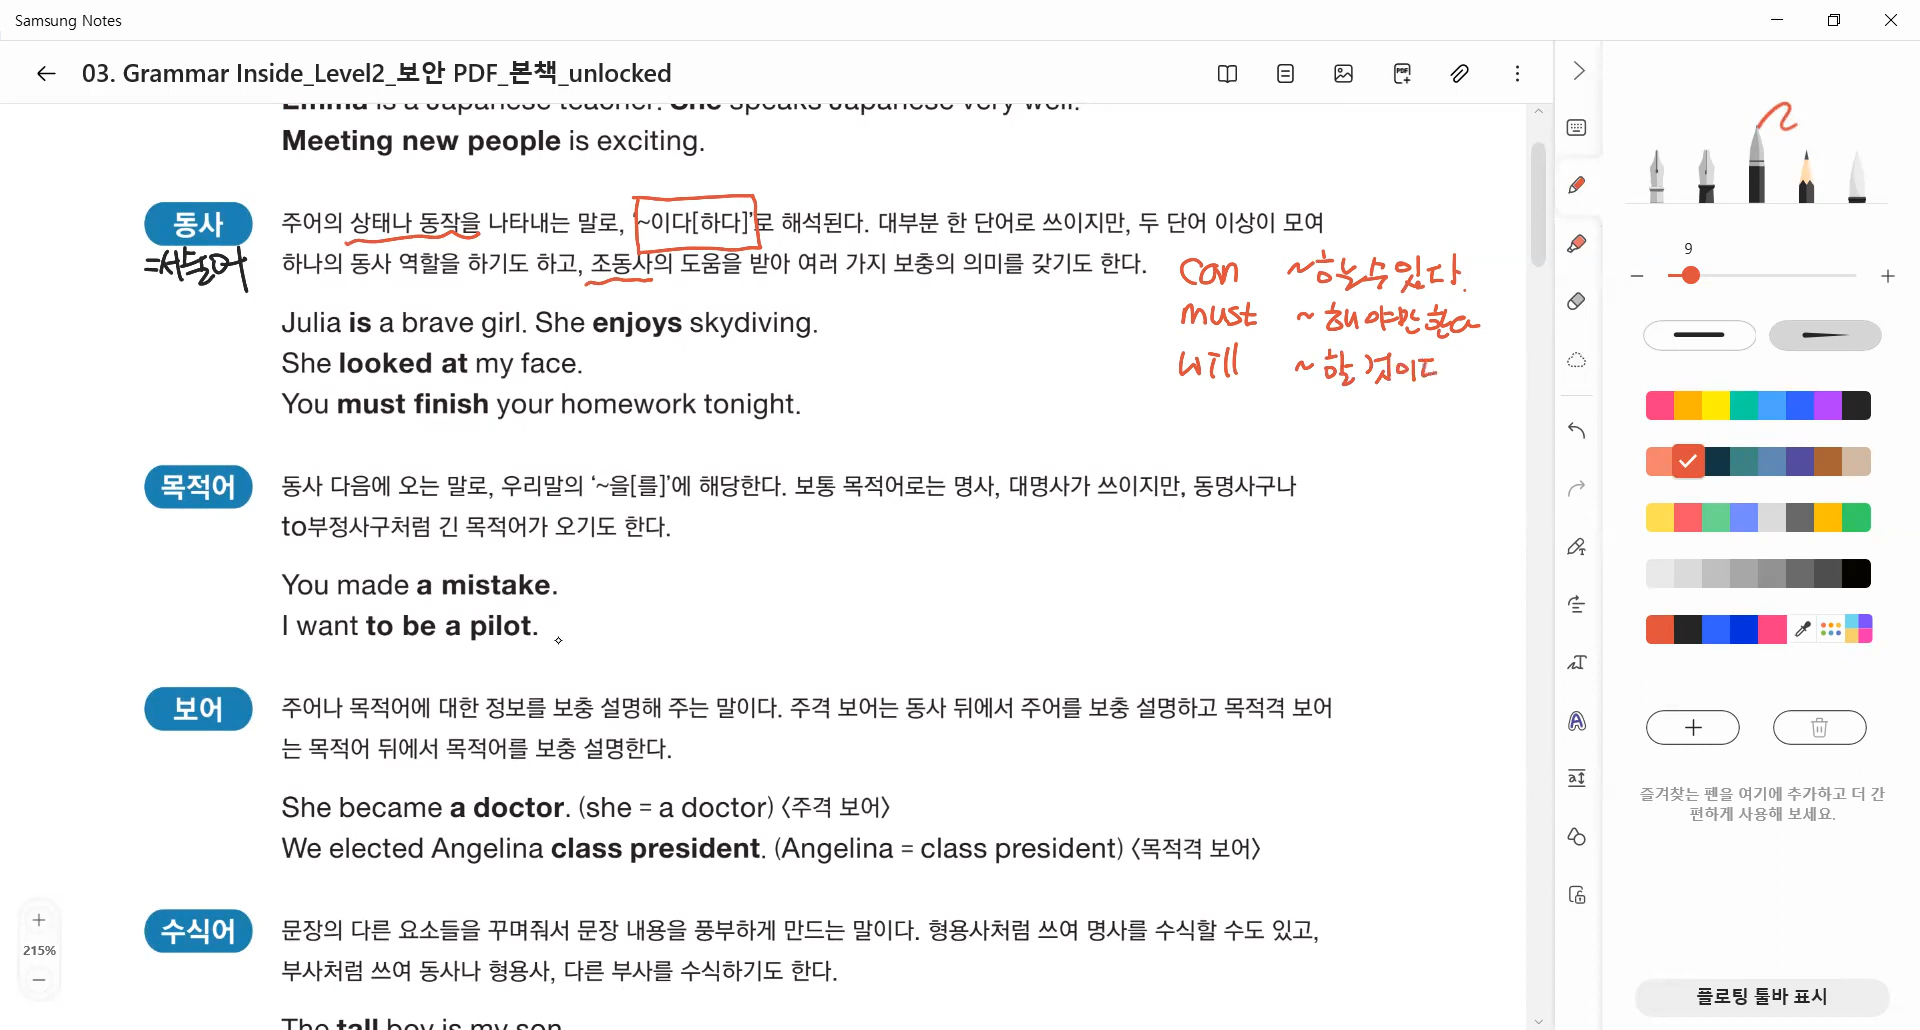 Samsung Notes
03. Grammar Inside_Level2_보안 PDF_본책_unlocked
Emma is a Japanese teacher. She speaks Japanese very well.
Meeting new people is exciting.
동사
=서술어
주어의 상태나 동작을 나타내는 말로, ‘~이다[하다]’로 해석된다. 대부분 한 단어로 쓰이지만, 두 단어 이상이 모여
하나의 동사 역할을 하기도 하고, 조동사의 도움을 받아 여러 가지 보충의 의미를 갖기도 한다.
can ~하는 수 있다.
must ~해야만 한다
will ~할 것이다
Julia is a brave girl. She enjoys skydiving.
She looked at my face.
You must finish your homework tonight.
목적어
동사 다음에 오는 말로, 우리말의 ‘~을[를]’에 해당한다. 보통 목적어로는 명사, 대명사가 쓰이지만, 동명사구나
to부정사구처럼 긴 목적어가 오기도 한다.
You made a mistake.
I want to be a pilot.
보어
주어나 목적어에 대한 정보를 보충 설명해 주는 말이다. 주격 보어는 동사 뒤에서 주어를 보충 설명하고 목적격 보어
는 목적어 뒤에서 목적어를 보충 설명한다.
She became a doctor. (she = a doctor) 〈주격 보어〉
We elected Angelina class president. (Angelina = class president) 〈목적격 보어〉
수식어
문장의 다른 요소들을 꾸며줘서 문장 내용을 풍부하게 만드는 말이다. 형용사처럼 쓰여 명사를 수식할 수도 있고,
부사처럼 쓰여 동사나 형용사, 다른 부사를 수식하기도 한다.
The tall boy is my son.
215%
9
즐겨찾는 펜을 여기에 추가하고 더 간
편하게 사용해 보세요.
플로팅 툴바 표시